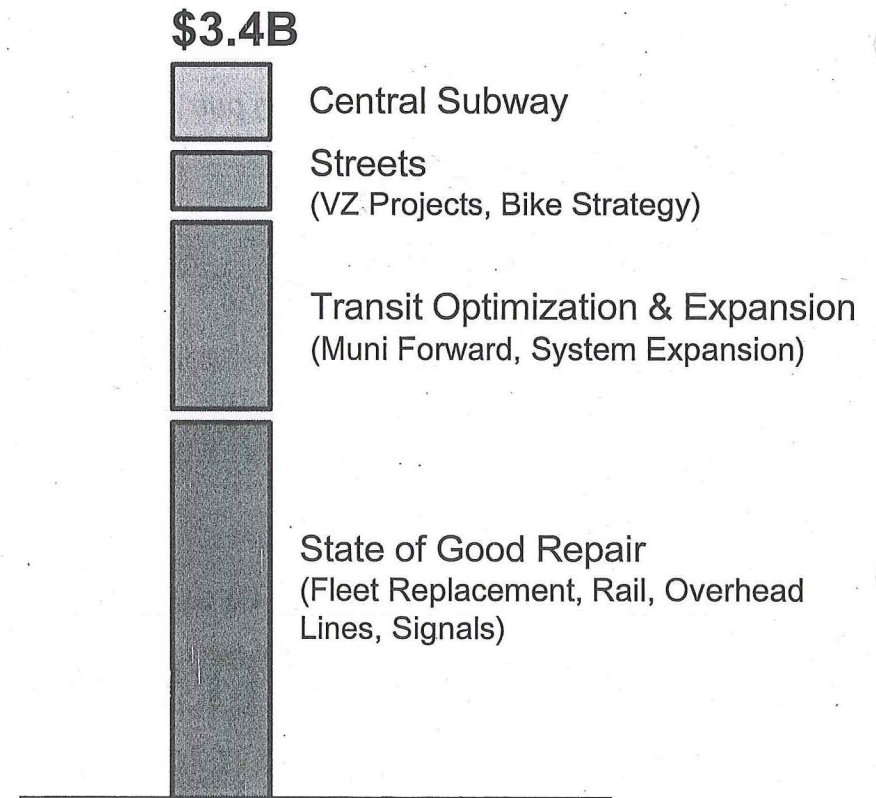 $3.4B
Central Subway
Streets
(VZ Projects, Bike Strategy)
Transit Optimization & Expansion
(Muni Forward, System Expansion)
State of Good Repair
(Fleet Replacement, Rail, Overhead
Lines, Signals)